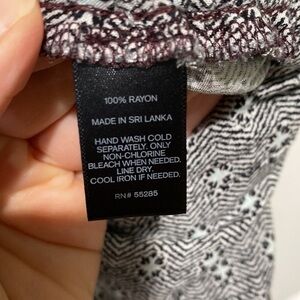 100% RAYON
MADE IN SRI LANKA
HAND WASH COLD
SEPARATELY. ONLY
NON-CHLORINE
BLEACH WHEN NEEDED.
LINE DRY.
COOL IRON IF NEEDED.
RN# 55285